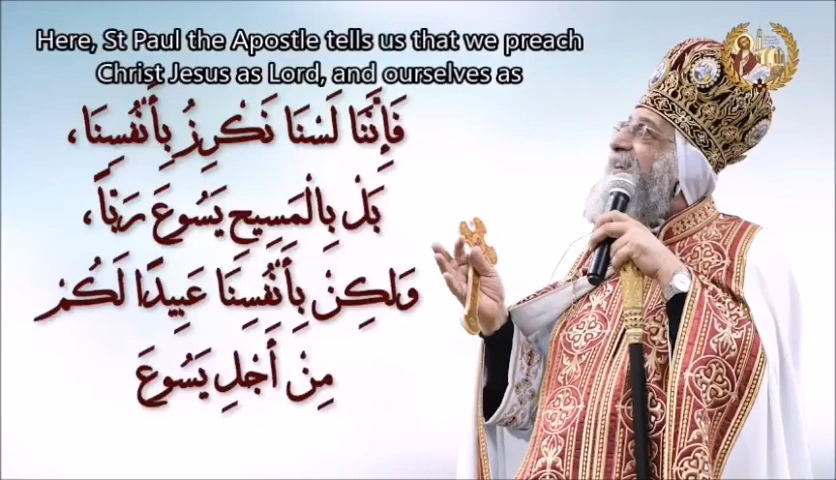 Here, St Paul the Apostle tells us that we preach
Christ Jesus as Lord, and ourselves as
فَإِنَّنَا لَسْنَا نَكْرِزُ بِأَنْفُسِنَا،
بَلْ بِالْمَسِيحِ يَسُوعَ رَبًّا،
وَلكِنْ بِأَنْفُسِنَا عَبِيدًا لَكُمْ
مِنْ أَجْلِ يَسُوعَ